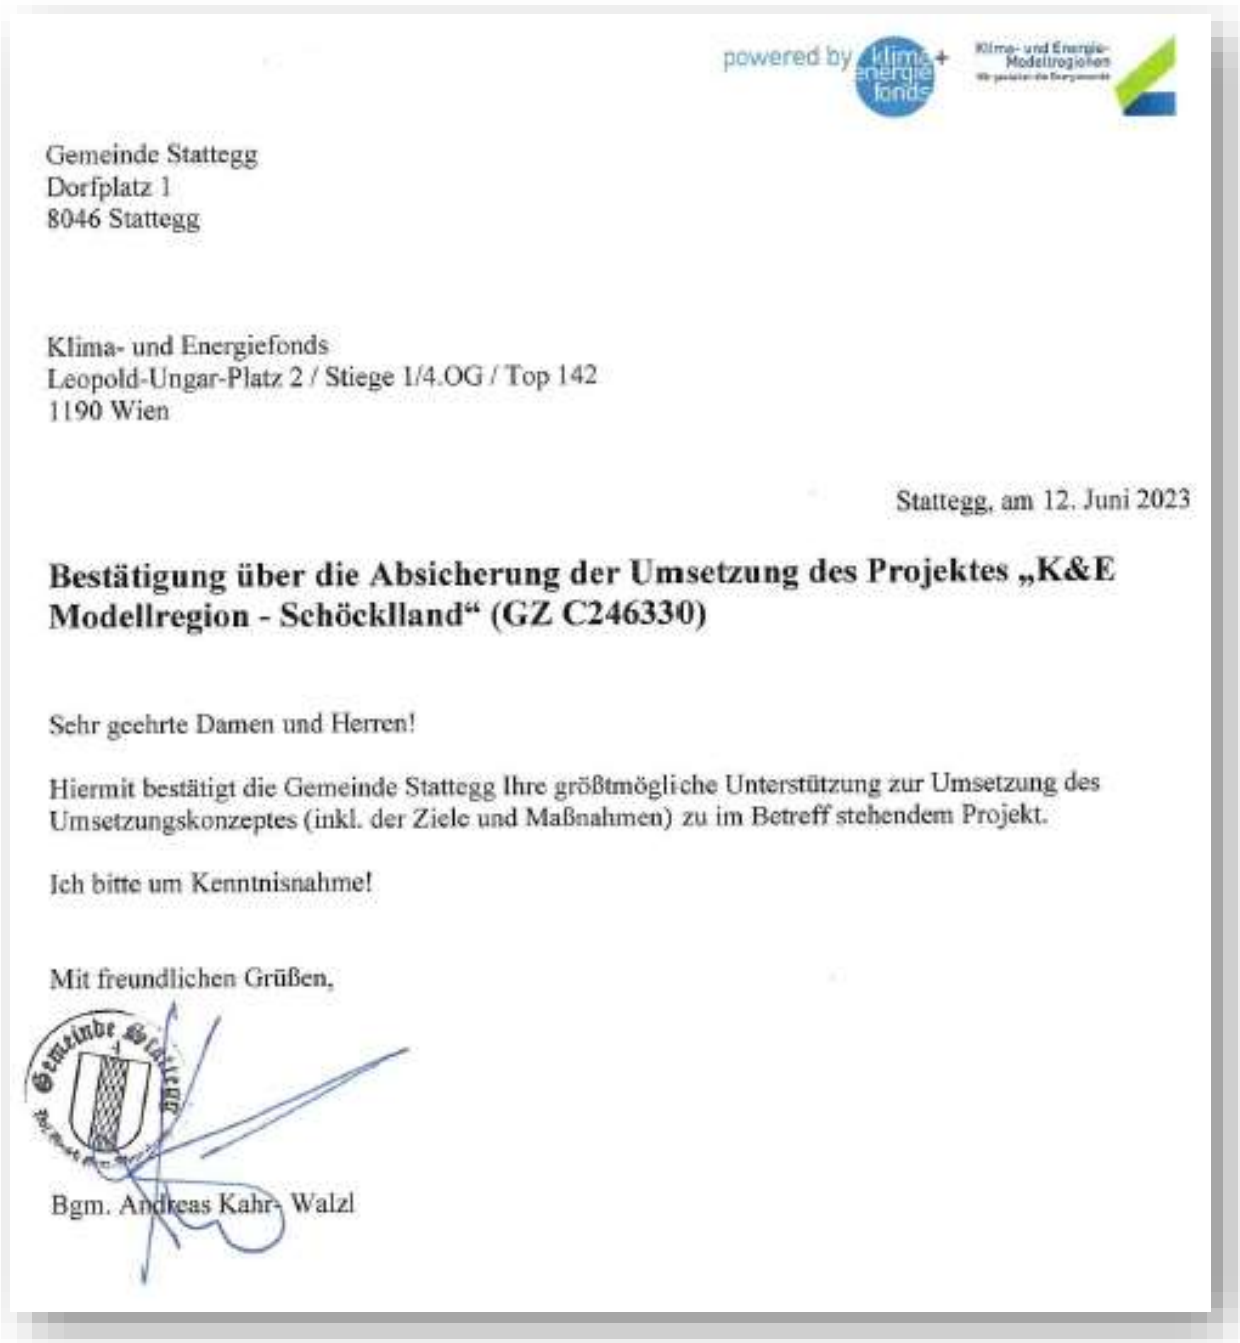 powered by klima+
energie
fonds
Klima- und Energie-
Modellregionen
Wir gestalten die Energiewende
Gemeinde Stattegg
Dorfplatz 1
8046 Stattegg
Klima- und Energiefonds
Leopold-Ungar-Platz 2 / Stiege 1/4.OG / Top 142
1190 Wien
Stattegg, am 12. Juni 2023
Bestätigung über die Absicherung der Umsetzung des Projektes „K&E
Modellregion - Schöcklland“ (GZ C246330)
Sehr geehrte Damen und Herren!
Hiermit bestätigt die Gemeinde Stattegg Ihre größtmögliche Unterstützung zur Umsetzung des
Umsetzungskonzeptes (inkl. der Ziele und Maßnahmen) zu im Betreff stehendem Projekt.
Ich bitte um Kenntnisnahme!
Mit freundlichen Grüßen,
Gemeinde Stattegg
Bgm. Andreas Kahr- Walzl